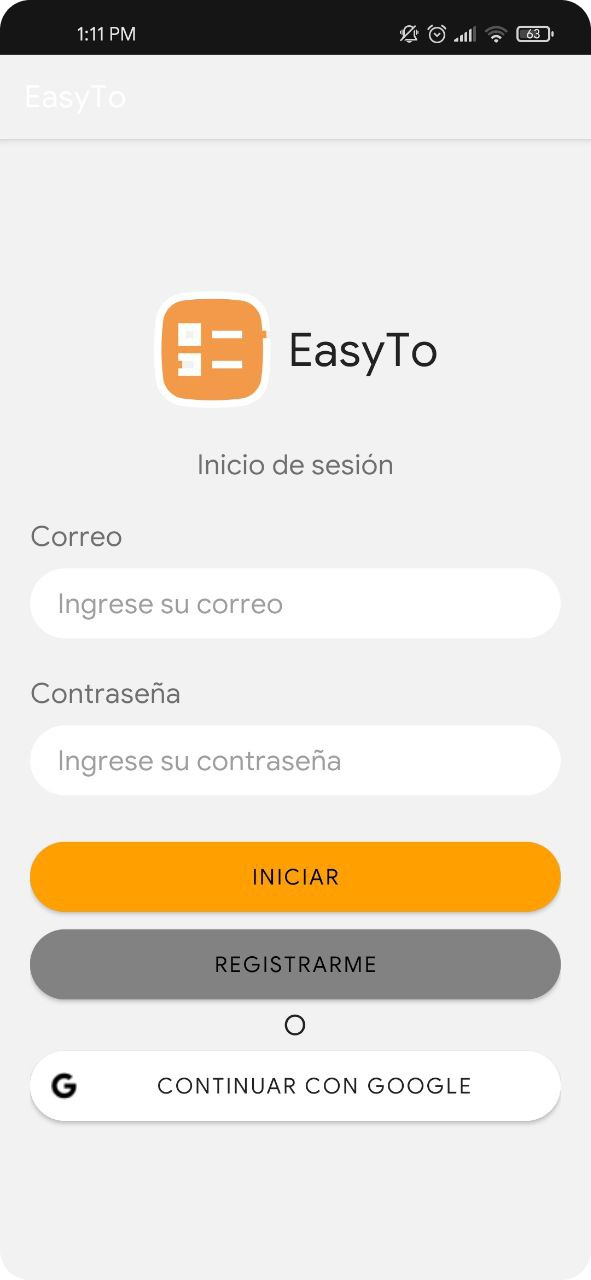 1:11 PM
63
EasyTo
EasyTo
Inicio de sesión
Correo
Ingrese su correo
Contraseña
Ingrese su contraseña
INICIAR
REGISTRARME
O
G CONTINUAR CON GOOGLE